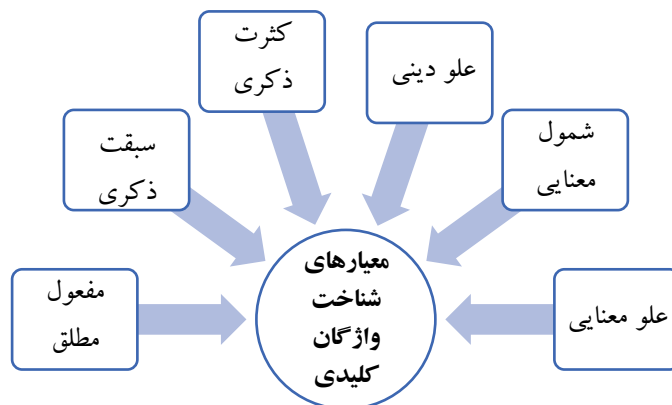 کثرت
ذکری
علو دینی
سبقت
ذکری
شمول
معنایی
مفعول
مطلق
معیارهای
شناخت
واژگان
کلیدی
علو معنایی